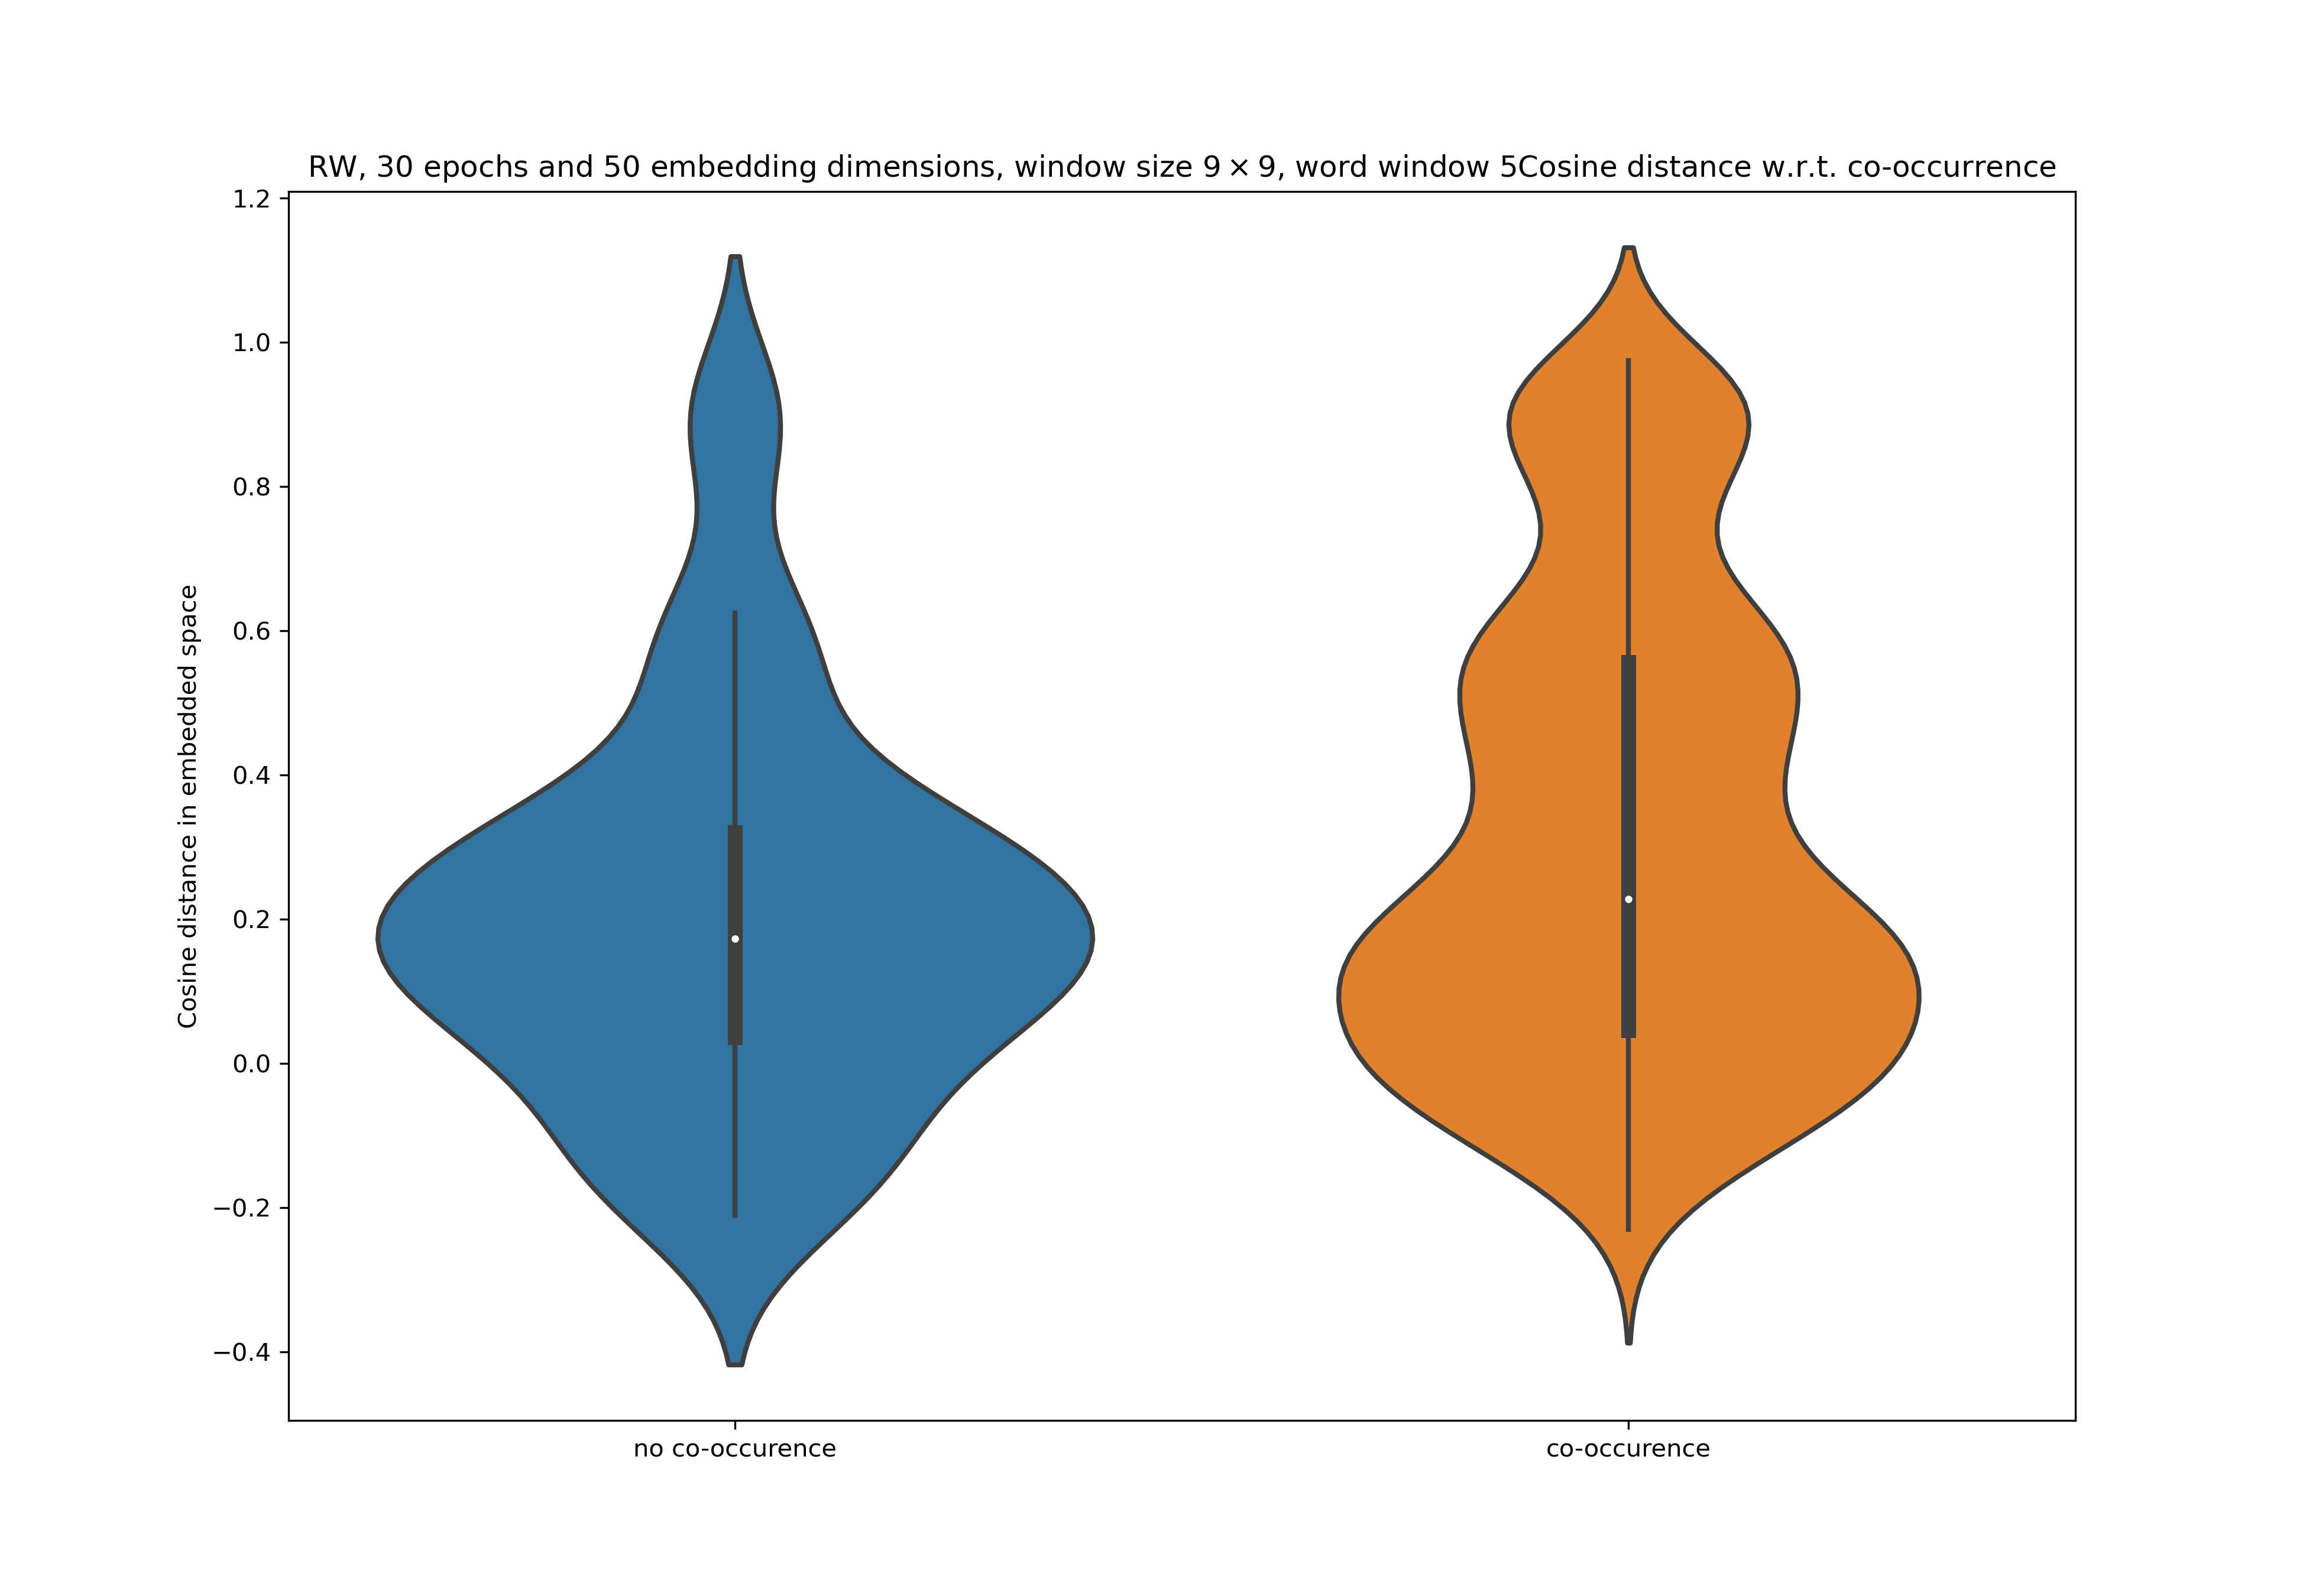 RW, 30 epochs and 50 embedding dimensions, window size 9 × 9, word window 5Cosine distance w.r.t. co-occurrence
1.2
1.0
0.8
0.6
0.4
0.2
0.0
−0.2
−0.4
Cosine distance in embedded space
no co-occurence
co-occurence